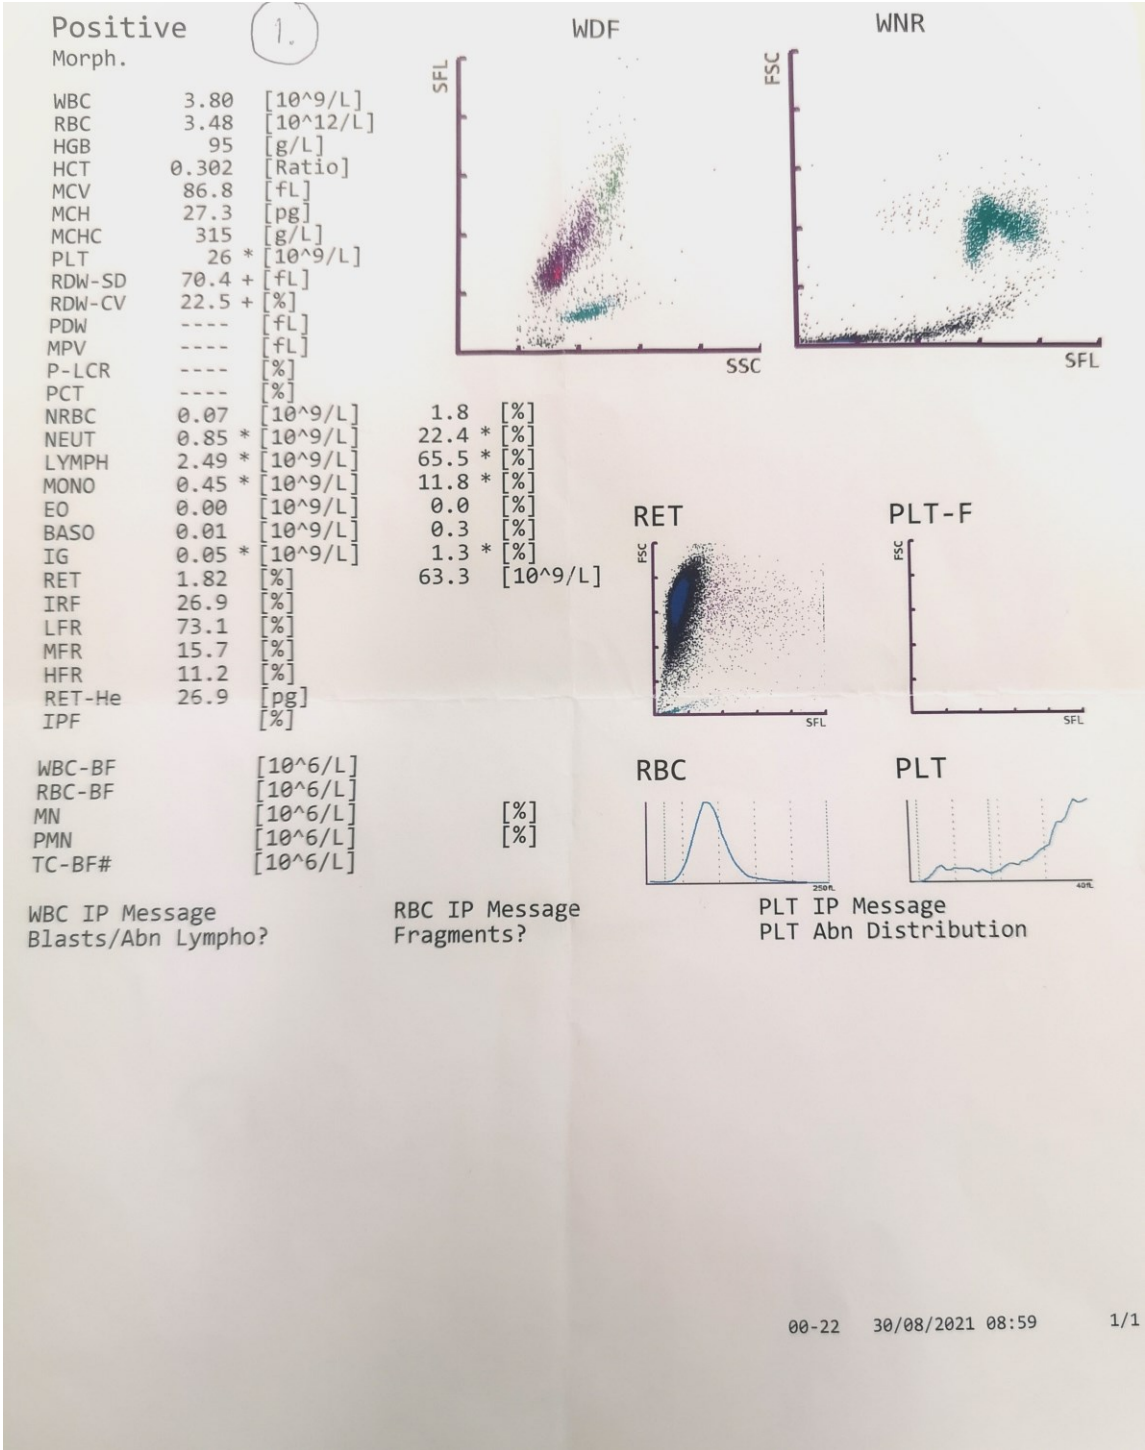 Positive 1.
Morph.
WDF
WNR
SFL
SSC
FSC
SFL
WBC 3.80 [10^9/L]
RBC 3.48 [10^12/L]
HGB 95 [g/L]
HCT 0.302 [Ratio]
MCV 86.8 [fL]
MCH 27.3 [pg]
MCHC 315 [g/L]
PLT 26 * [10^9/L]
RDW-SD 70.4 + [fL]
RDW-CV 22.5 + [%]
PDW ---- [fL]
MPV ---- [fL]
P-LCR ---- [%]
PCT ---- [%]
NRBC 0.07 [10^9/L] 1.8 [%]
NEUT 0.85 * [10^9/L] 22.4 * [%]
LYMPH 2.49 * [10^9/L] 65.5 * [%]
MONO 0.45 * [10^9/L] 11.8 * [%]
EO 0.00 [10^9/L] 0.0 [%]
BASO 0.01 [10^9/L] 0.3 [%]
IG 0.05 * [10^9/L] 1.3 * [%]
RET 1.82 [%] 63.3 [10^9/L]
IRF 26.9 [%]
LFR 73.1 [%]
MFR 15.7 [%]
HFR 11.2 [%]
RET-He 26.9 [pg]
IPF [%]
RET
PLT-F
FSC
SFL
FSC
SFL
WBC-BF [10^6/L]
RBC-BF [10^6/L]
MN [10^6/L] [%]
PMN [10^6/L] [%]
TC-BF# [10^6/L]
RBC
PLT
250fL
40fL
WBC IP Message
Blasts/Abn Lympho?
RBC IP Message
Fragments?
PLT IP Message
PLT Abn Distribution
00-22 30/08/2021 08:59 1/1